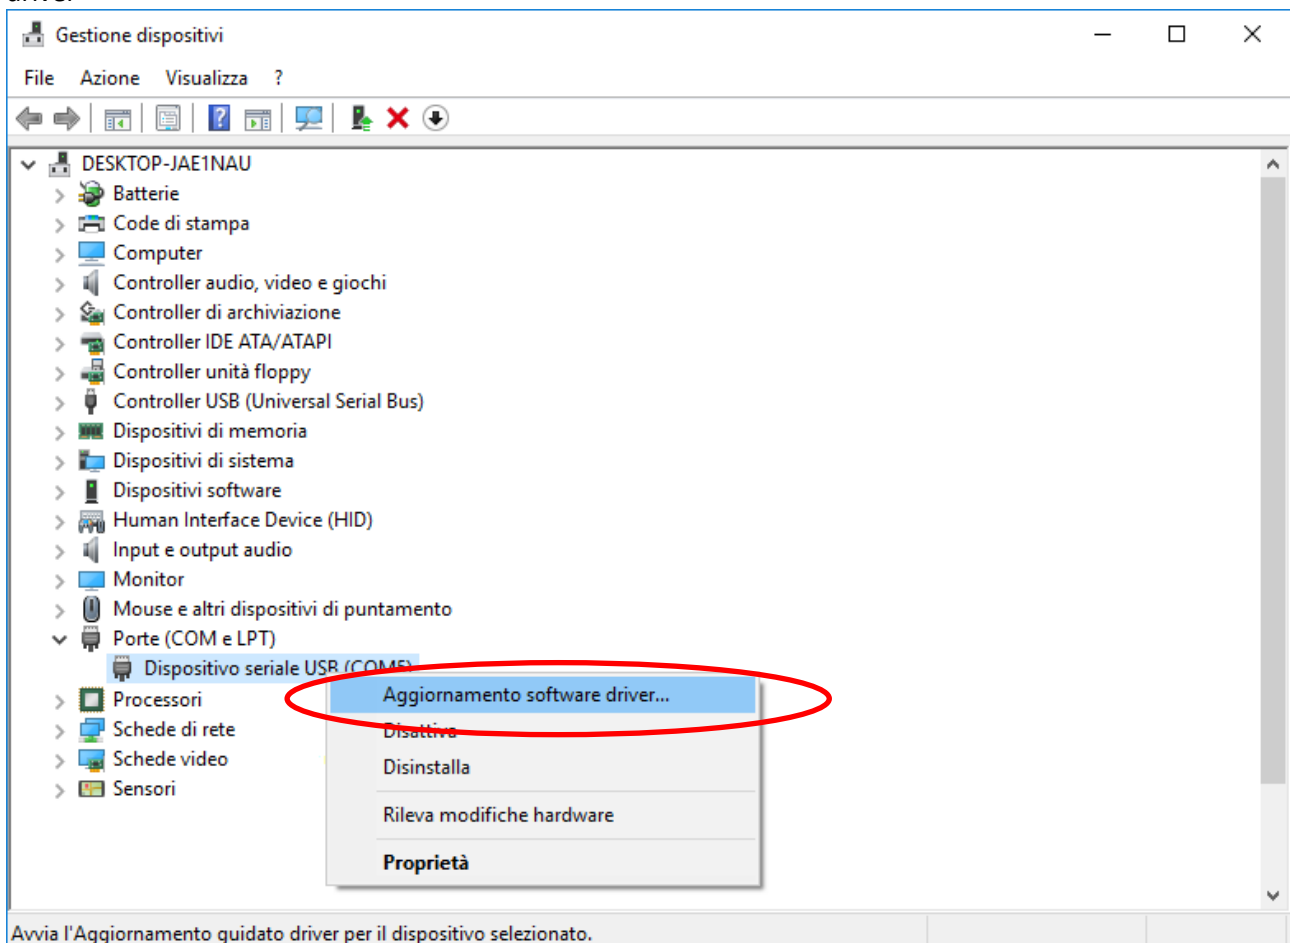 driver
Gestione dispositivi
File Azione Visualizza ?
DESKTOP-JAE1NAU
Batterie
Code di stampa
Computer
Controller audio, video e giochi
Controller di archiviazione
Controller IDE ATA/ATAPI
Controller unità floppy
Controller USB (Universal Serial Bus)
Dispositivi di memoria
Dispositivi di sistema
Dispositivi software
Human Interface Device (HID)
Input e output audio
Monitor
Mouse e altri dispositivi di puntamento
Porte (COM e LPT)
Dispositivo seriale USB (COM5)
Aggiornamento software driver...
Processori
Schede di rete
Disattiva
Schede video
Disinstalla
Sensori
Rileva modifiche hardware
Proprietà
Avvia l'Aggiornamento guidato driver per il dispositivo selezionato.